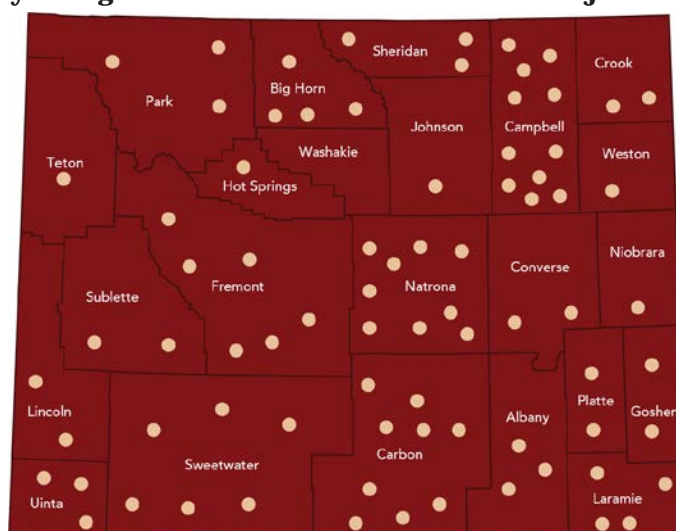 Sheridan
Crook
Big Horn
Park
Johnson
Campbell
Washakie
Weston
Teton
Hot Springs
Niobrara
Converse
Fremont
Natrona
Sublette
Platte
Lincoln
Goshen
Albany
Carbon
Sweetwater
Laramie
Uinta